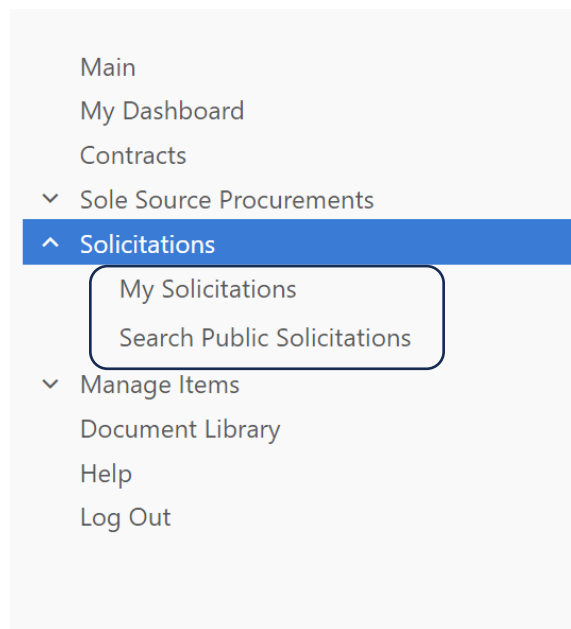 Main
My Dashboard
Contracts
Sole Source Procurements
Solicitations
My Solicitations
Search Public Solicitations
Manage Items
Document Library
Help
Log Out